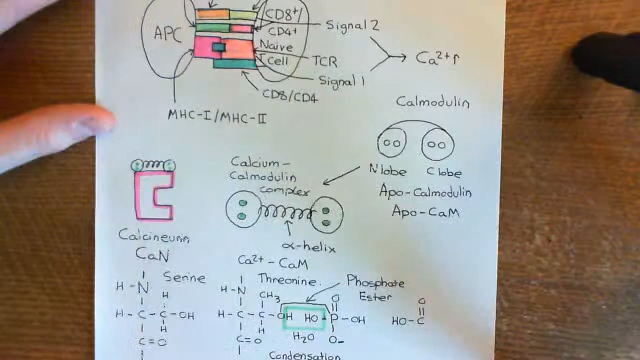 CD8+/
CD4+
Signal 2
APC
Naive
T cell
TCR
Ca²⁺↑
Signal 1
CD8/CD4
MHC-I/MHC-II
Calmodulin
N lobe
C lobe
Apo-Calmodulin
Apo-CaM
Calcium-
Calmodulin
complex
α-helix
Ca²⁺-CaM
Calcineurin
CaN
Serine
H-N
H
H-C-C-OH
H
C=O
Threonine
H-N
CH₃
H-C-C-OH
H
C=O
Phosphate
Ester
O
HO-P-OH
O-
H₂O
Condensation
O
HO-C